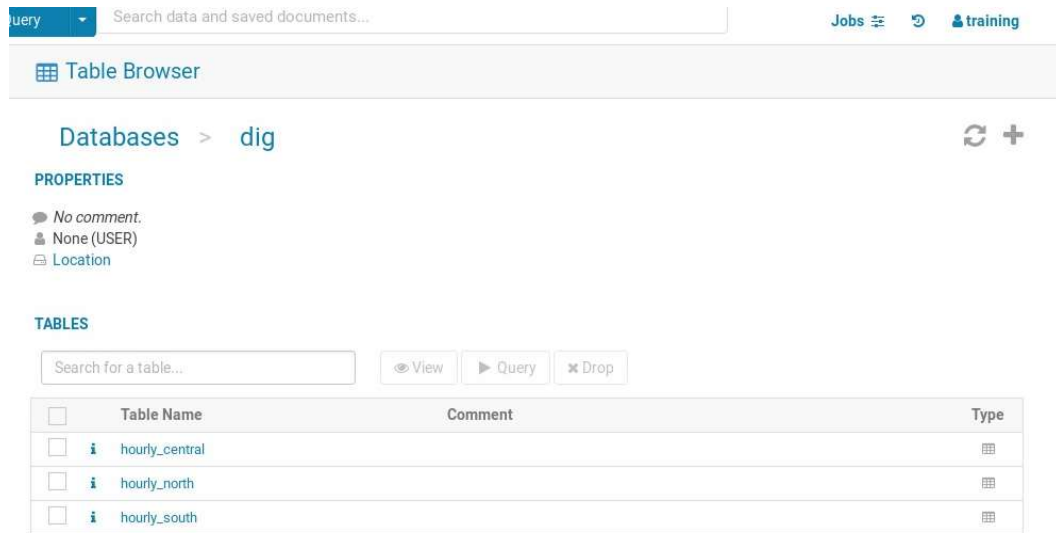 Search data and saved documents...
Jobs training
Table Browser
Databases > dig
PROPERTIES
No comment.
None (USER)
Location
TABLES
Search for a table...
View Query Drop
Table Name Comment Type
i hourly_central
i hourly_north
i hourly_south